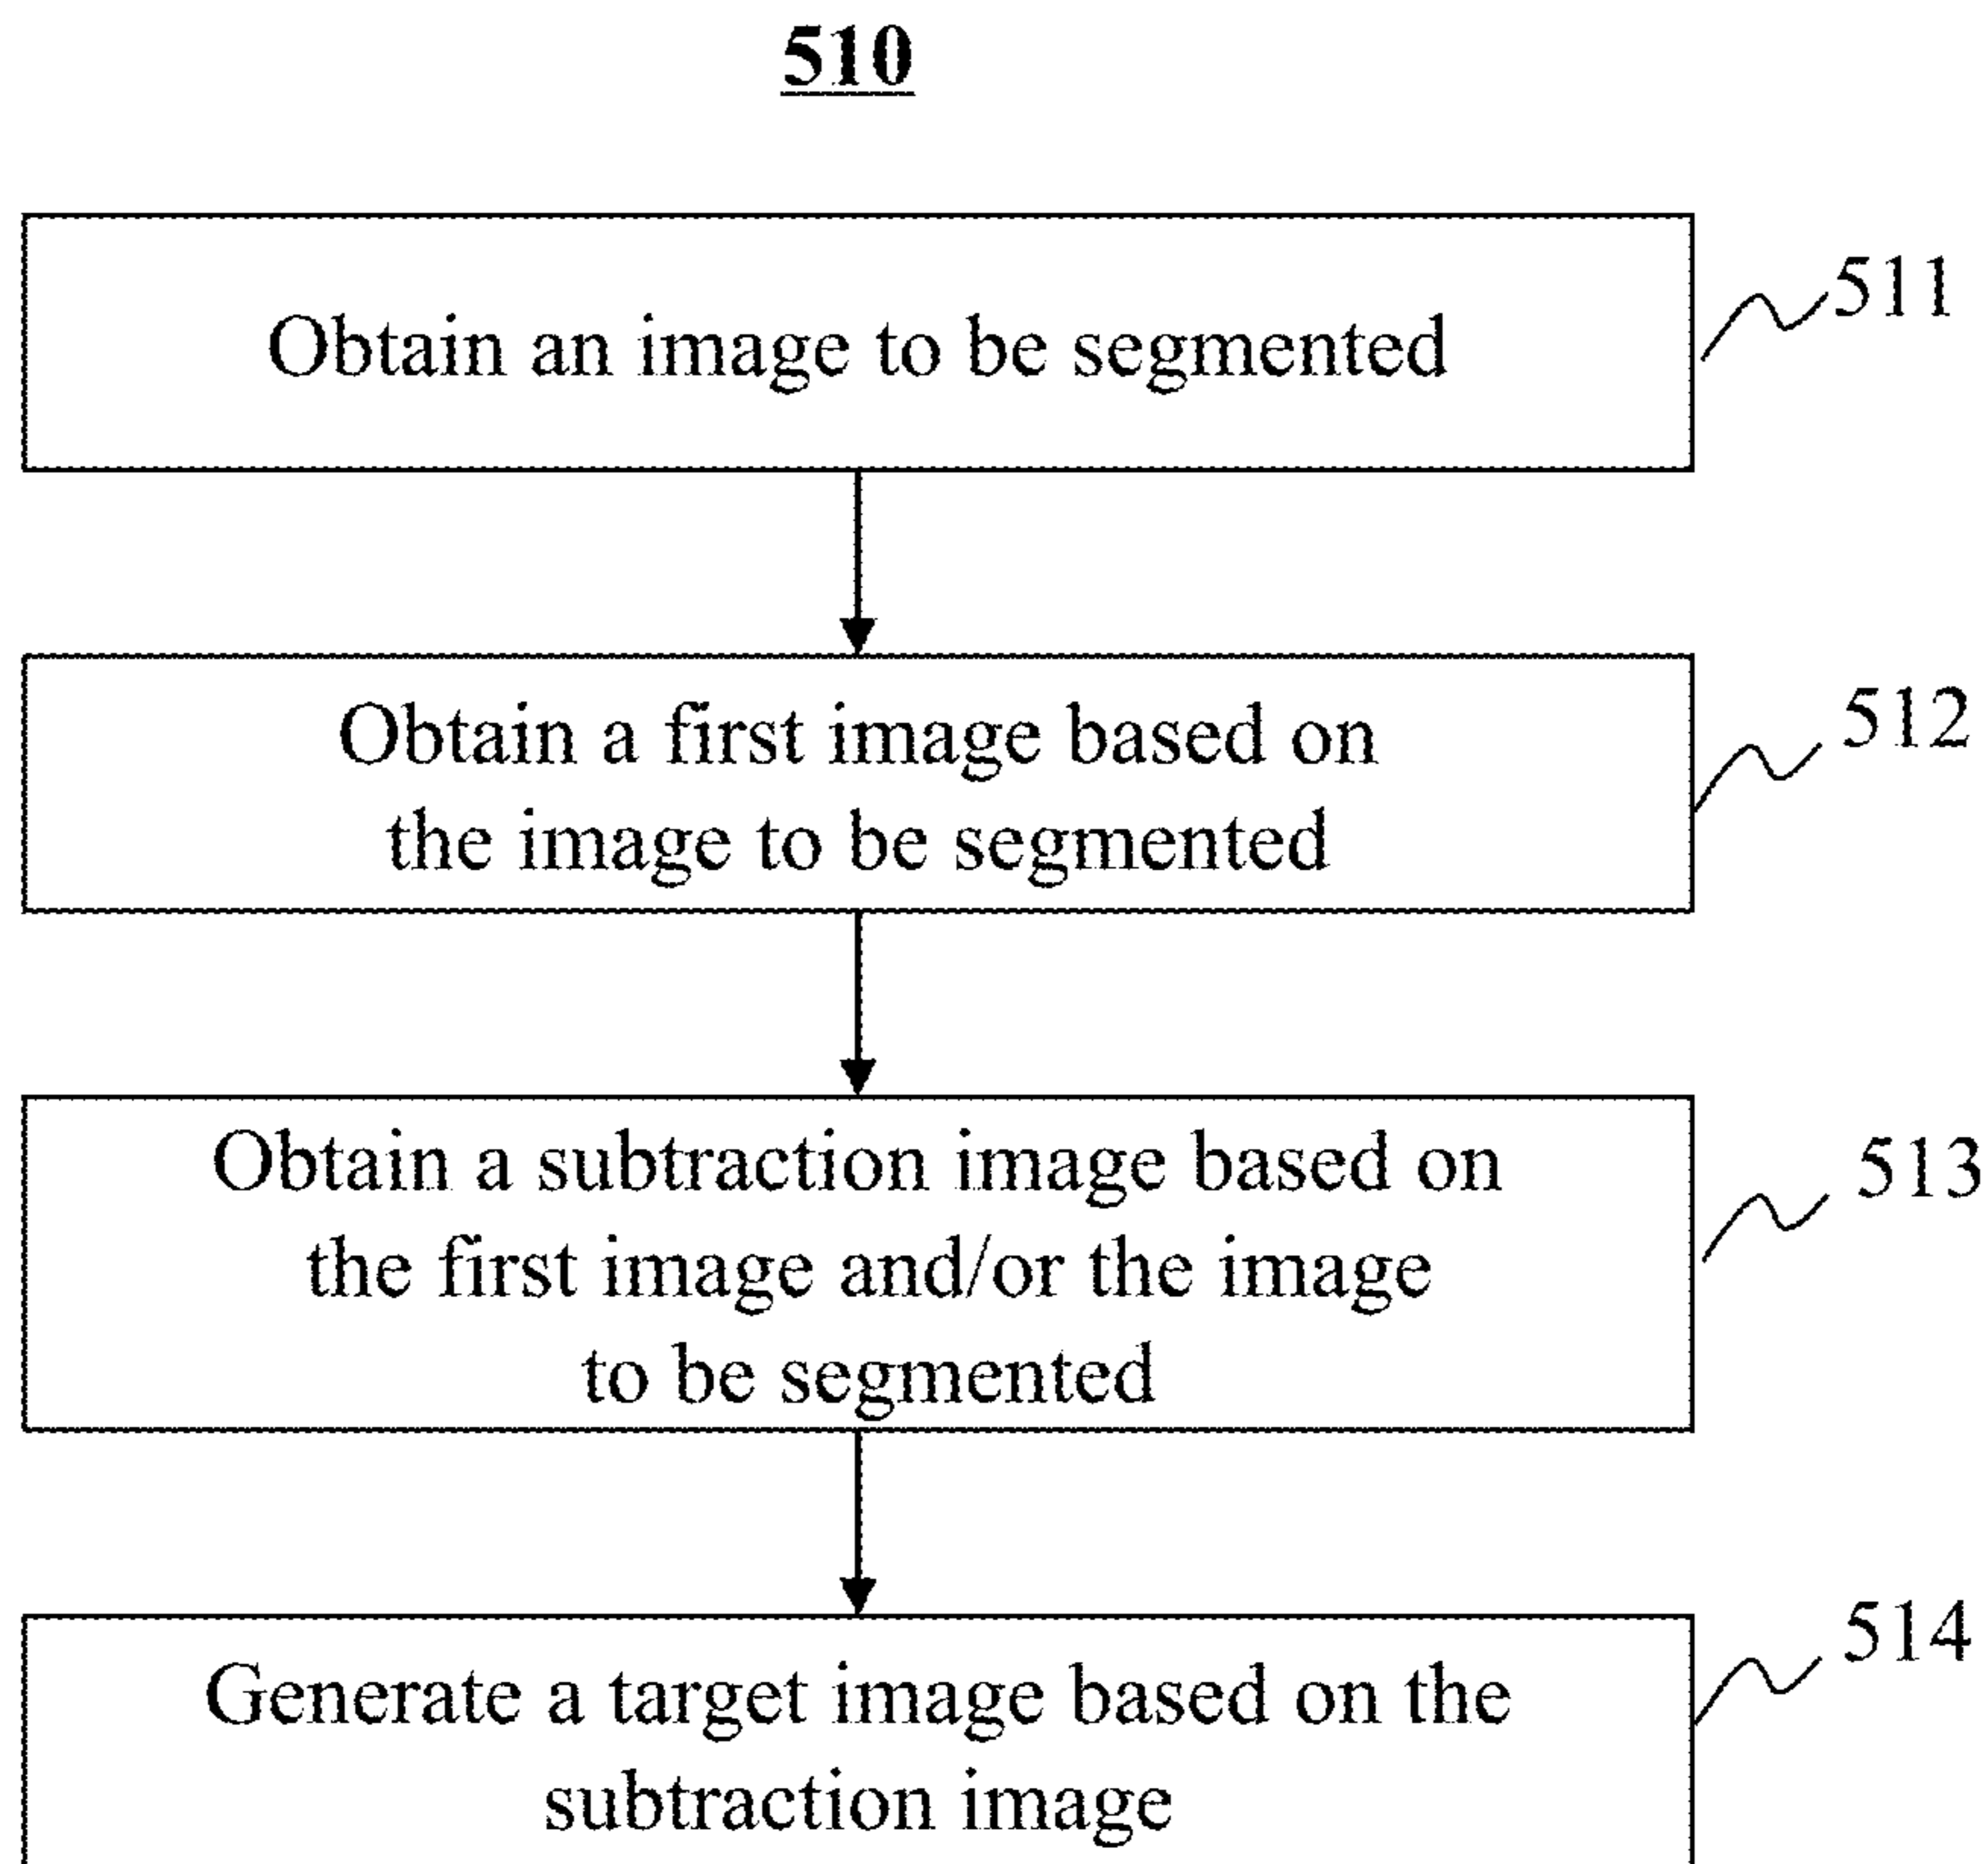 510
Obtain an image to be segmented
511
Obtain a first image based on
the image to be segmented
512
Obtain a subtraction image based on
the first image and/or the image
to be segmented
513
Generate a target image based on the
subtraction image
514